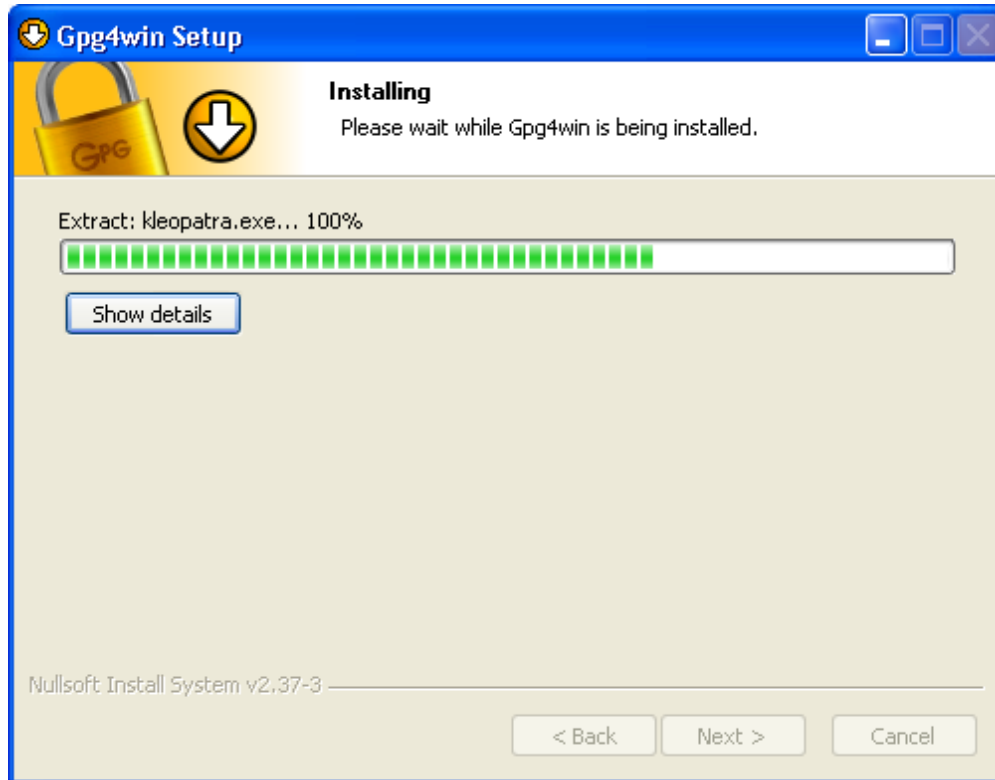 Gpg4win Setup
GPG
Installing
Please wait while Gpg4win is being installed.
Extract: kleopatra.exe... 100%
Show details
Nullsoft Install System v2.37-3
< Back Next > Cancel